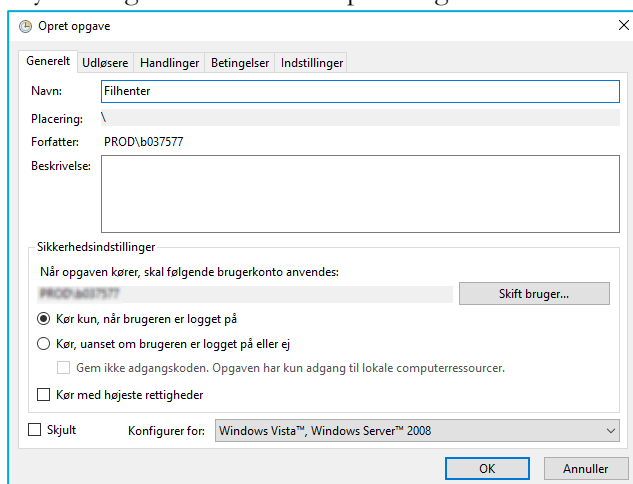 Opret opgave
Generelt Udløsere Handlinger Betingelser Indstillinger
Navn: Filhenter
Placering: \
Forfatter: PROD\b037577
Beskrivelse:
Sikkerhedsindstillinger
Når opgaven kører, skal følgende brugerkonto anvendes:
PROD\b037577 Skift bruger...
Kør kun, når brugeren er logget på
Kør, uanset om brugeren er logget på eller ej
Gem ikke adgangskoden. Opgaven har kun adgang til lokale computerressourcer.
Kør med højeste rettigheder
Skjult Konfigurer for: Windows Vista™, Windows Server™ 2008
OK Annuller